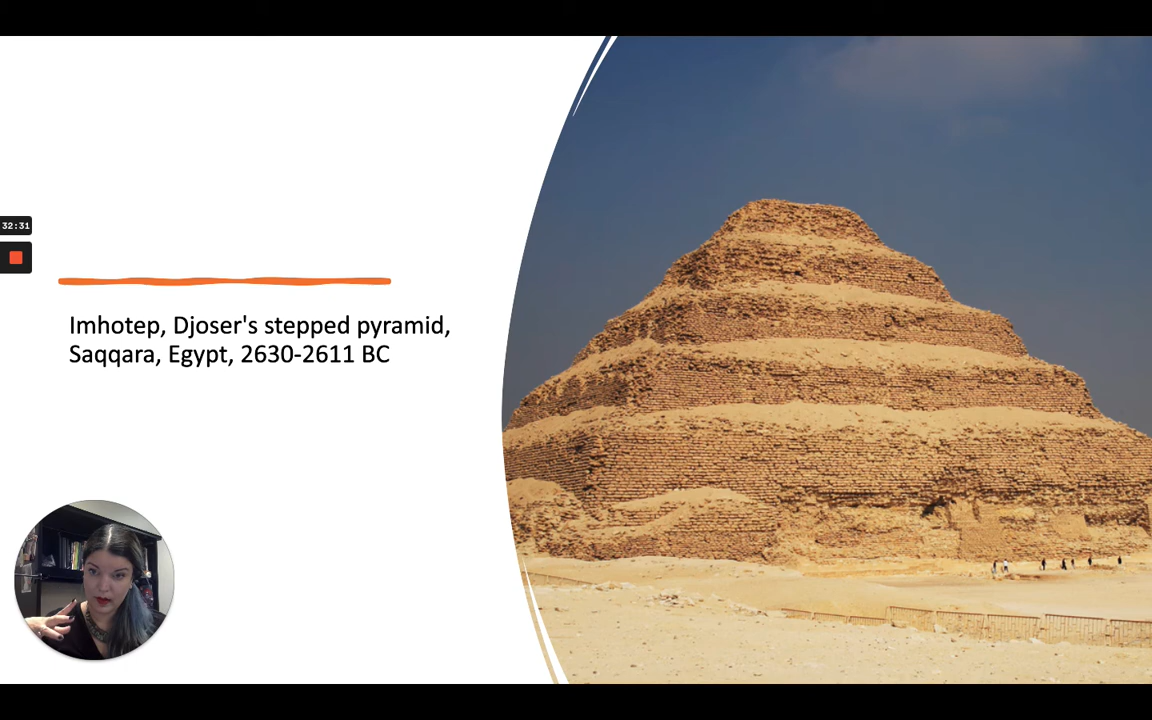 32:31
Imhotep, Djoser's stepped pyramid,
Saqqara, Egypt, 2630-2611 BC